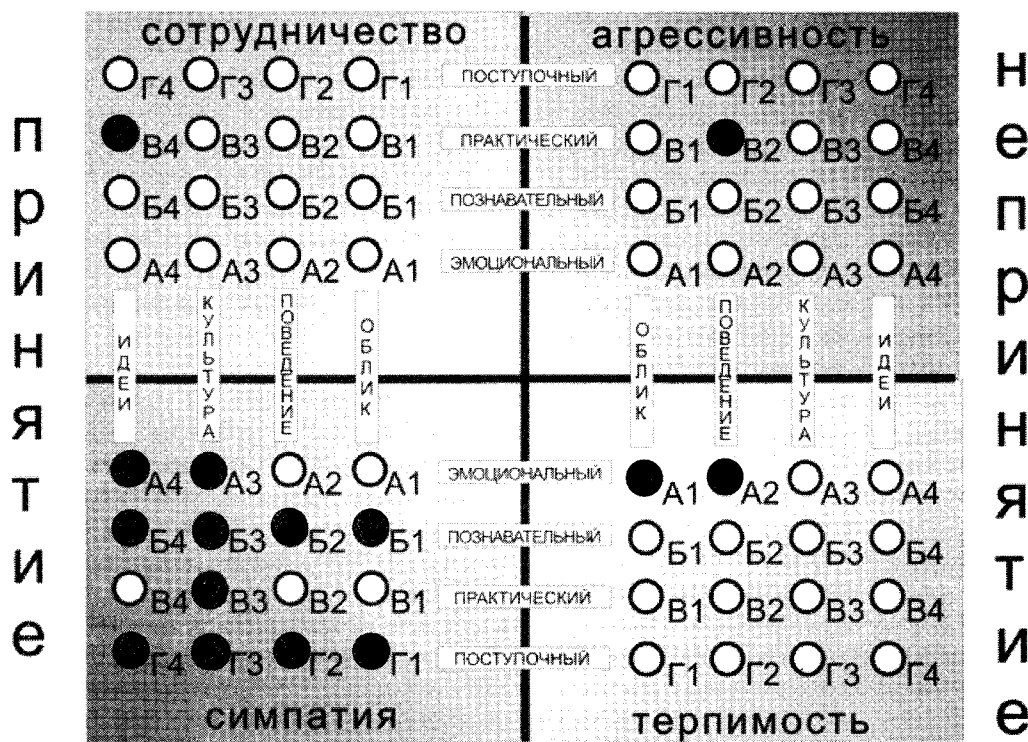 принятие
сотрудничество
агрессивность
Г4 Г3 Г2 Г1 ПОСТУПОЧНЫЙ Г1 Г2 Г3 Г4
В4 В3 В2 В1 ПРАКТИЧЕСКИЙ В1 В2 В3 В4
Б4 Б3 Б2 Б1 ПОЗНАВАТЕЛЬНЫЙ Б1 Б2 Б3 Б4
А4 А3 А2 А1 ЭМОЦИОНАЛЬНЫЙ А1 А2 А3 А4
ИДЕИ КУЛЬТУРА ПОВЕДЕНИЕ ОБЛИК ОБЛИК ПОВЕДЕНИЕ КУЛЬТУРА ИДЕИ
А4 А3 А2 А1 ЭМОЦИОНАЛЬНЫЙ А1 А2 А3 А4
Б4 Б3 Б2 Б1 ПОЗНАВАТЕЛЬНЫЙ Б1 Б2 Б3 Б4
В4 В3 В2 В1 ПРАКТИЧЕСКИЙ В1 В2 В3 В4
Г4 Г3 Г2 Г1 ПОСТУПОЧНЫЙ Г1 Г2 Г3 Г4
симпатия
терпимость
неприятие